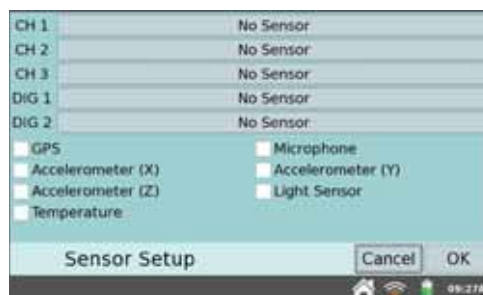 CH 1 No Sensor
CH 2 No Sensor
CH 3 No Sensor
DIG 1 No Sensor
DIG 2 No Sensor
GPS Microphone
Accelerometer (X) Accelerometer (Y)
Accelerometer (Z) Light Sensor
Temperature
Sensor Setup Cancel OK